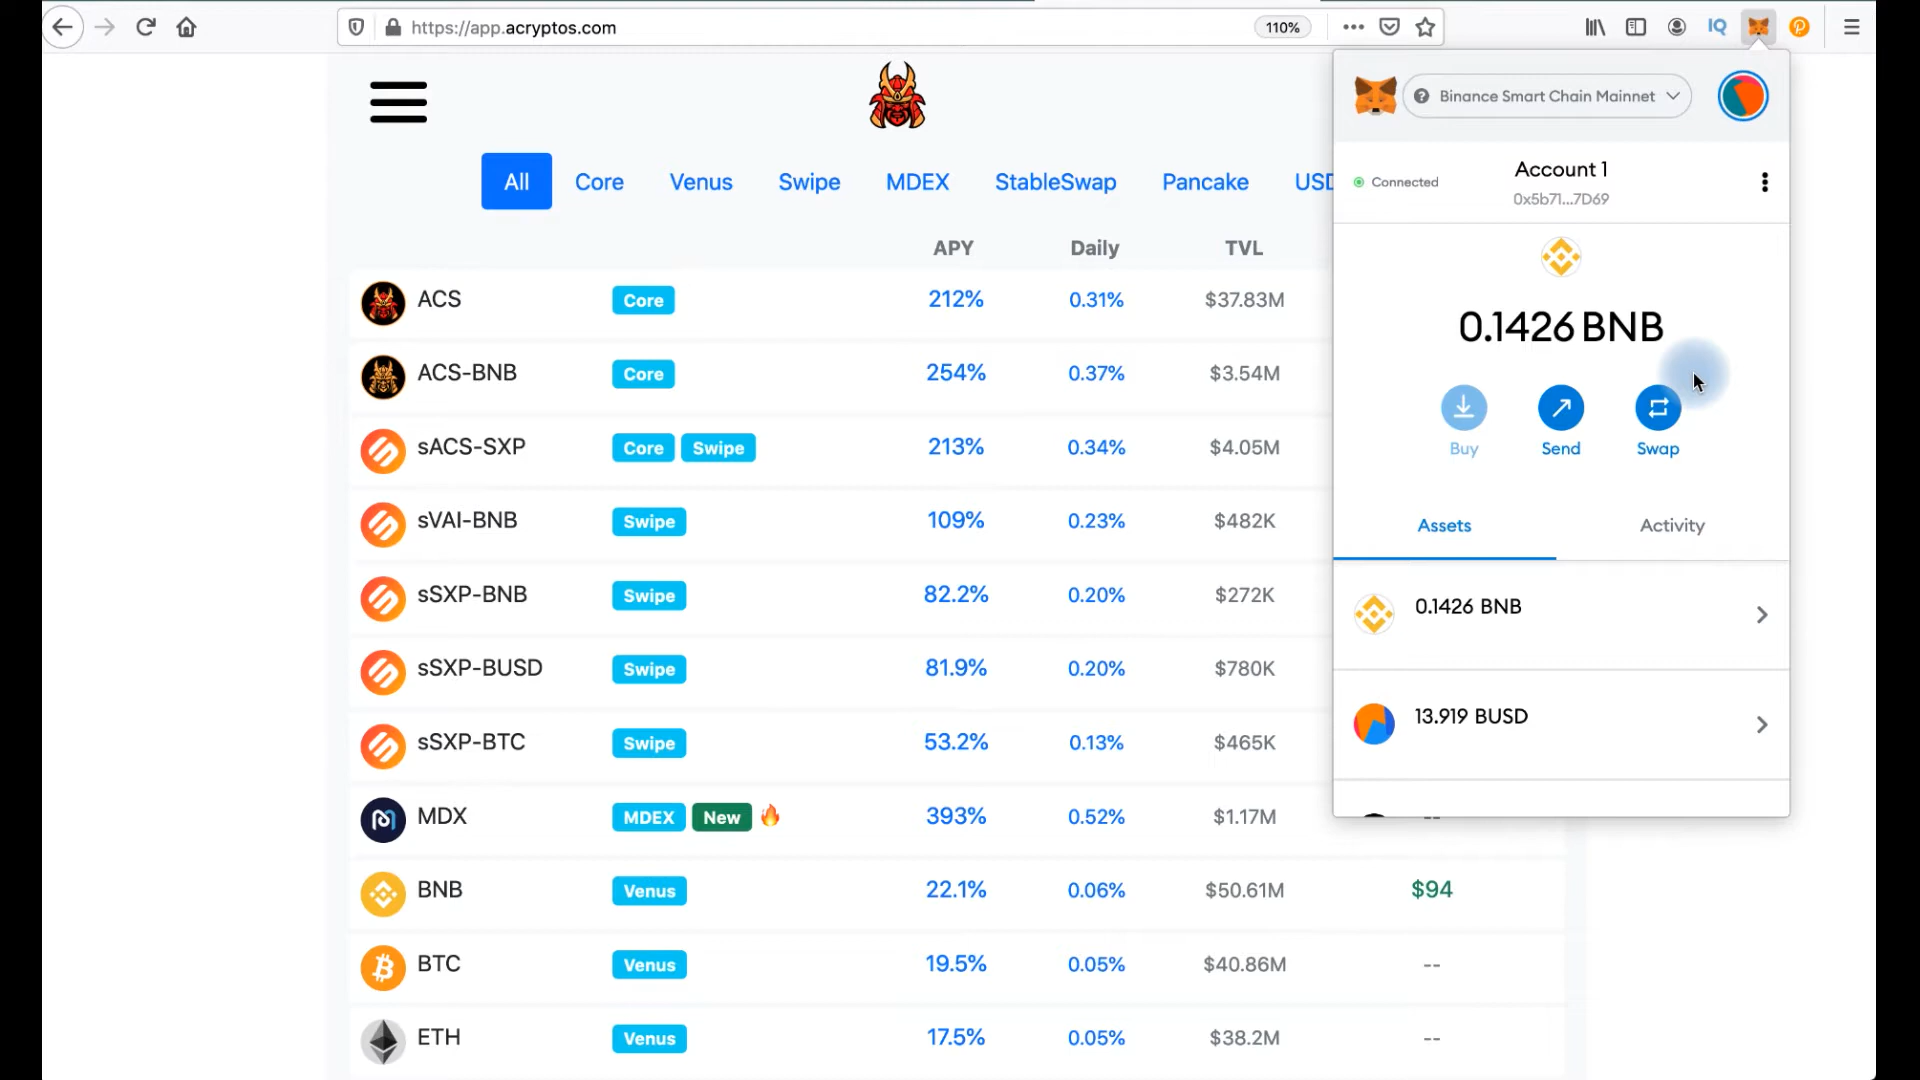 https://app.acryptos.com
110%
IQ
Binance Smart Chain Mainnet
Connected
Account 1
0x5b71...7D69
0.1426 BNB
Buy
Send
Swap
Assets
Activity
0.1426 BNB
13.919 BUSD
All Core Venus Swipe MDEX StableSwap Pancake USD
APY Daily TVL
ACS Core 212% 0.31% $37.83M
ACS-BNB Core 254% 0.37% $3.54M
sACS-SXP Core Swipe 213% 0.34% $4.05M
sVAI-BNB Swipe 109% 0.23% $482K
sSXP-BNB Swipe 82.2% 0.20% $272K
sSXP-BUSD Swipe 81.9% 0.20% $780K
sSXP-BTC Swipe 53.2% 0.13% $465K
MDX MDEX New 393% 0.52% $1.17M --
BNB Venus 22.1% 0.06% $50.61M $94
BTC Venus 19.5% 0.05% $40.86M --
ETH Venus 17.5% 0.05% $38.2M --